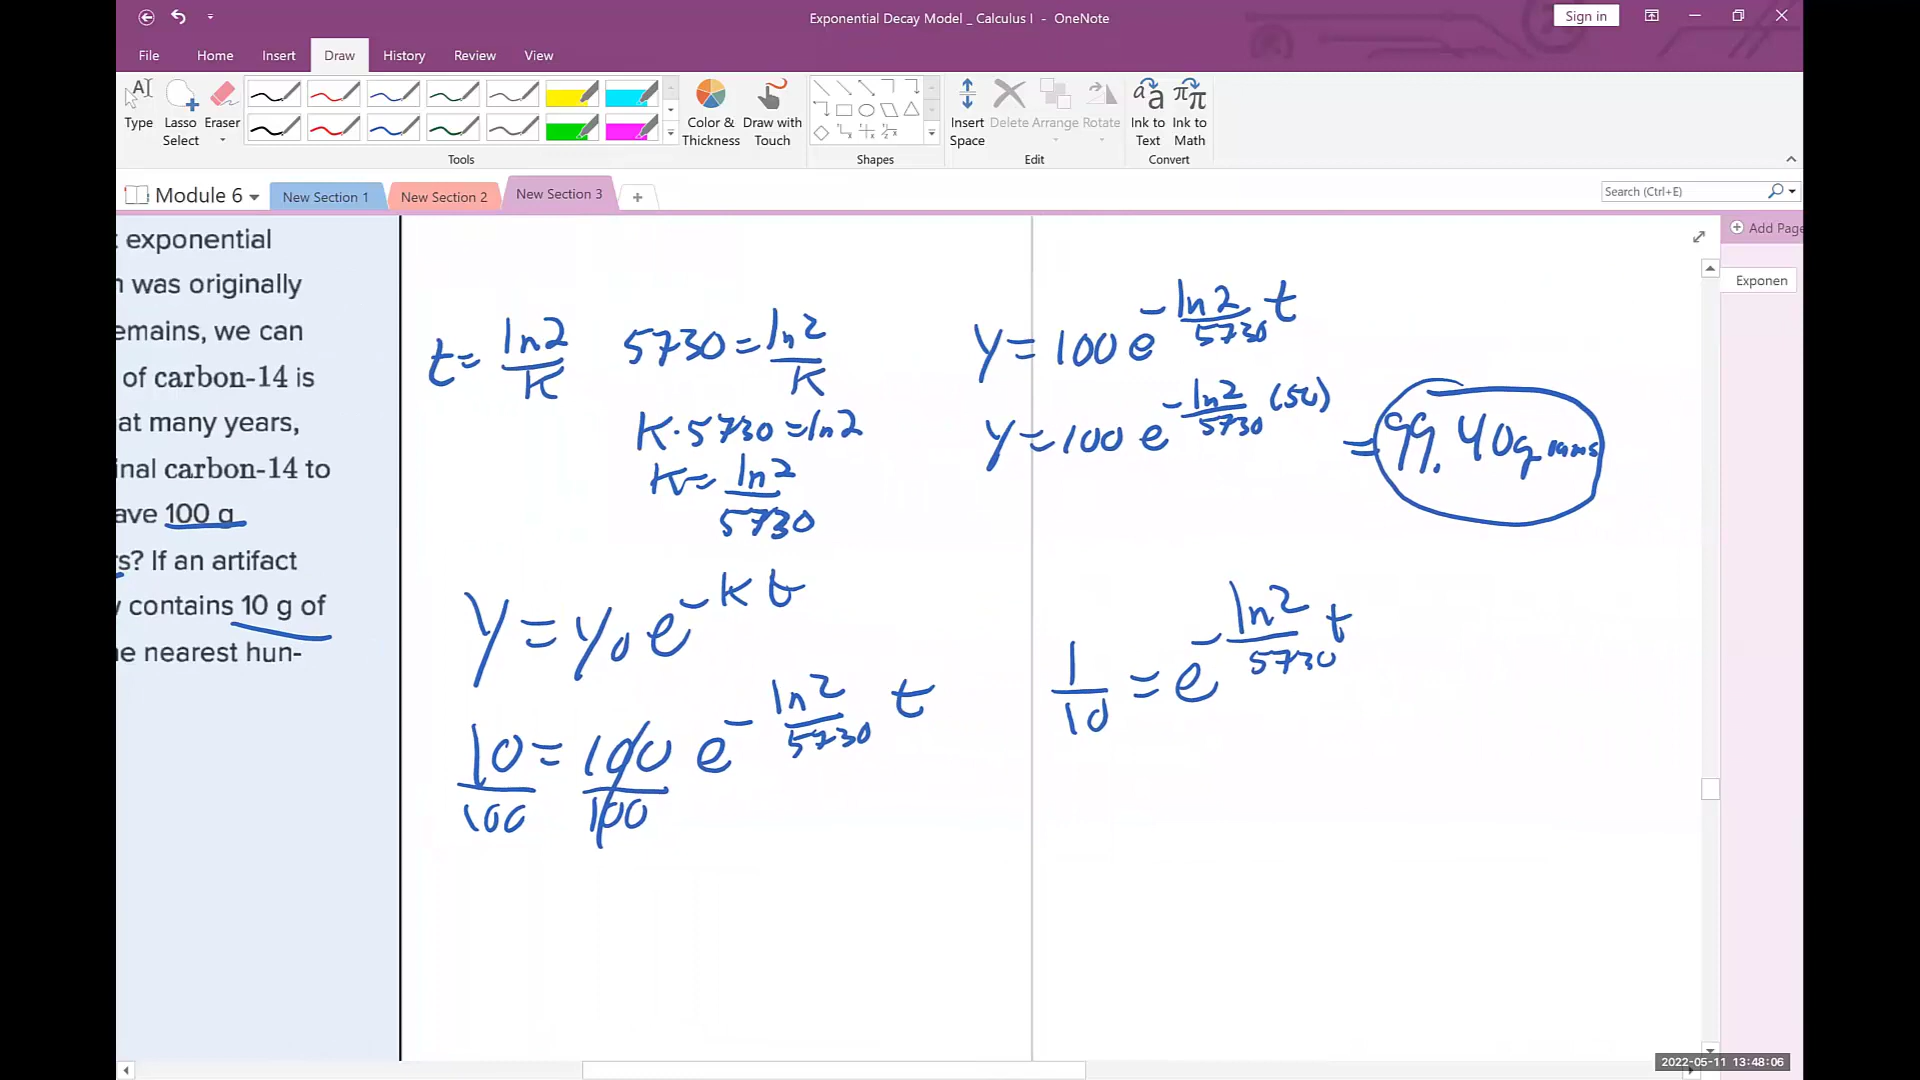 Exponential Decay Model _ Calculus I - OneNote
Sign in
File Home Insert Draw History Review View
Type
Lasso Select
Eraser
Color & Thickness
Draw with Touch
Insert Space
Delete
Arrange
Rotate
Ink to Text
Ink to Math
Tools
Shapes
Edit
Convert
Module 6
New Section 1
New Section 2
New Section 3
Search (Ctrl+E)
Add Page
Exponen
exponential
was originally
emains, we can
of carbon-14 is
at many years,
inal carbon-14 to
ave 100 g
s? If an artifact
contains 10 g of
e nearest hun-
t = ln2/K
5730 = ln2/K
K·5730 = ln2
K = ln2/5730
y = y₀e^-Kt
10/100 = 100/100 e^-ln2/5730 t
y = 100e^-ln2/5730 t
y = 100e^-ln2/5730 (50) = 99.40grams
1/10 = e^-ln2/5730 t
2022-05-11 13:48:06